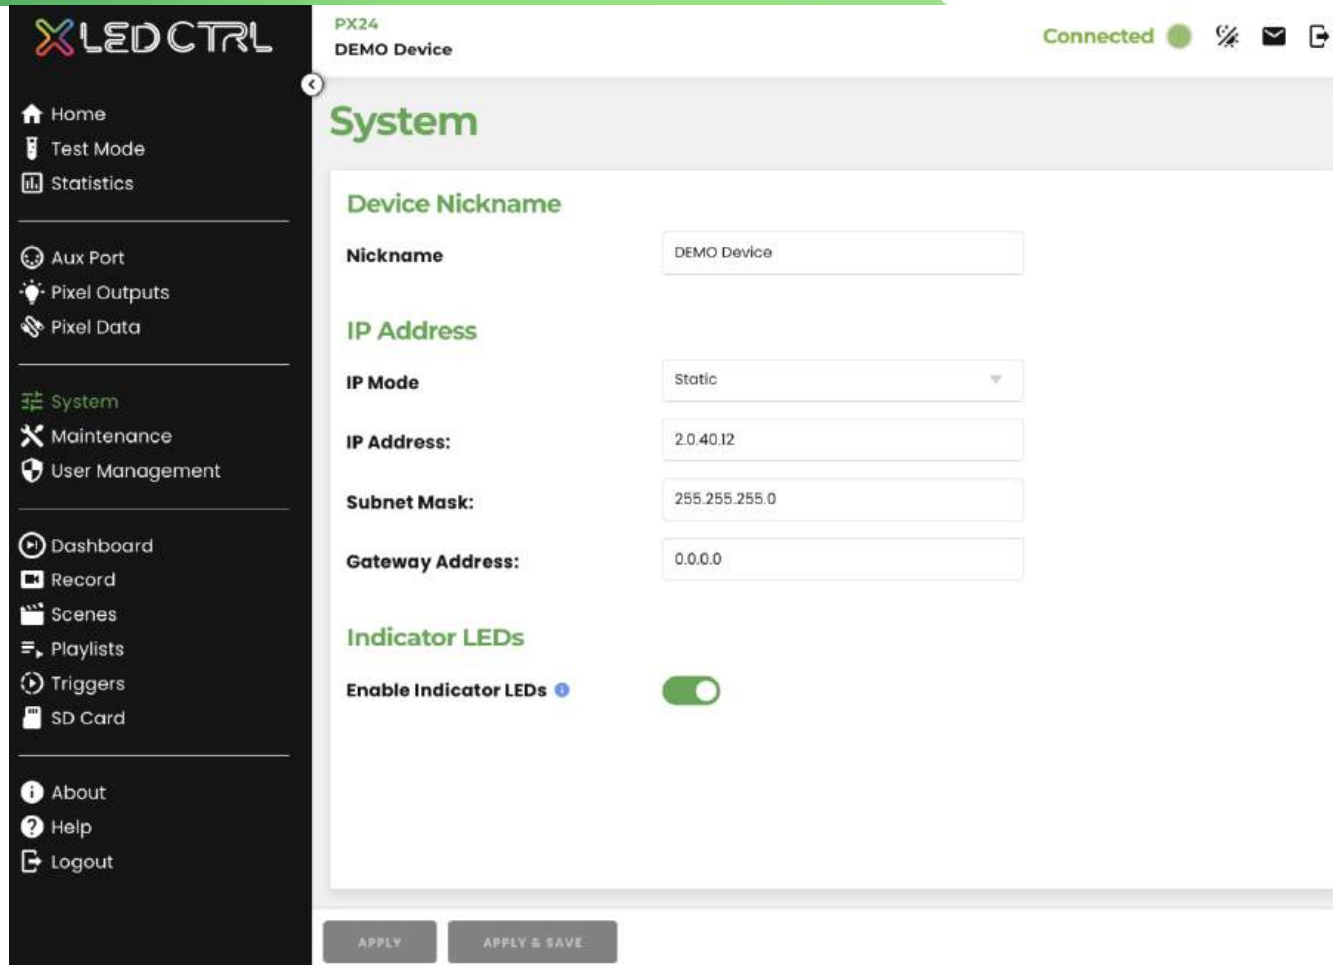 LED CTRL
PX24
DEMO Device
Connected
Home
Test Mode
Statistics
Aux Port
Pixel Outputs
Pixel Data
System
Maintenance
User Management
Dashboard
Record
Scenes
Playlists
Triggers
SD Card
About
Help
Logout
System
Device Nickname
Nickname DEMO Device
IP Address
IP Mode Static
IP Address: 2.0.40.12
Subnet Mask: 255.255.255.0
Gateway Address: 0.0.0.0
Indicator LEDs
Enable Indicator LEDs
APPLY APPLY & SAVE